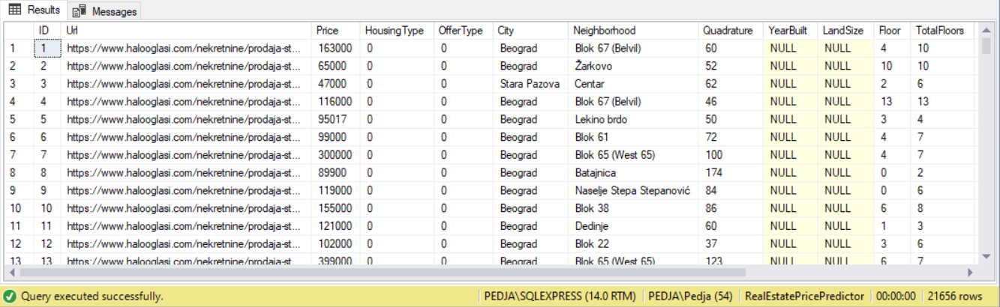 Results Messages
ID Url Price HousingType OfferType City Neighborhood Quadrature YearBuilt LandSize Floor TotalFloors
1 1 https://www.halooglasi.com/nekretnine/prodaja-st... 163000 0 0 Beograd Blok 67 (Belvil) 60 NULL NULL 4 10
2 2 https://www.halooglasi.com/nekretnine/prodaja-st... 65000 0 0 Beograd Žarkovo 52 NULL NULL 10 10
3 3 https://www.halooglasi.com/nekretnine/prodaja-st... 47000 0 0 Stara Pazova Centar 62 NULL NULL 2 6
4 4 https://www.halooglasi.com/nekretnine/prodaja-st... 116000 0 0 Beograd Blok 67 (Belvil) 46 NULL NULL 13 13
5 5 https://www.halooglasi.com/nekretnine/prodaja-st... 95017 0 0 Beograd Lekino brdo 50 NULL NULL 3 4
6 6 https://www.halooglasi.com/nekretnine/prodaja-st... 99000 0 0 Beograd Blok 61 72 NULL NULL 4 7
7 7 https://www.halooglasi.com/nekretnine/prodaja-st... 300000 0 0 Beograd Blok 65 (West 65) 100 NULL NULL 4 7
8 8 https://www.halooglasi.com/nekretnine/prodaja-st... 89900 0 0 Beograd Batajnica 174 NULL NULL 0 2
9 9 https://www.halooglasi.com/nekretnine/prodaja-st... 119000 0 0 Beograd Naselje Stepa Stepanović 84 NULL NULL 0 6
10 10 https://www.halooglasi.com/nekretnine/prodaja-st... 155000 0 0 Beograd Blok 38 86 NULL NULL 6 8
11 11 https://www.halooglasi.com/nekretnine/prodaja-st... 121000 0 0 Beograd Dedinje 60 NULL NULL 1 3
12 12 https://www.halooglasi.com/nekretnine/prodaja-st... 102000 0 0 Beograd Blok 22 37 NULL NULL 3 6
13 13 https://www.halooglasi.com/nekretnine/prodaja-st... 399000 0 0 Beograd Blok 65 (West 65) 123 NULL NULL 6 7
Query executed successfully. PEDJA\SQLEXPRESS (14.0 RTM) PEDJA\Pedja (54) RealEstatePricePredictor 00:00:00 21656 rows